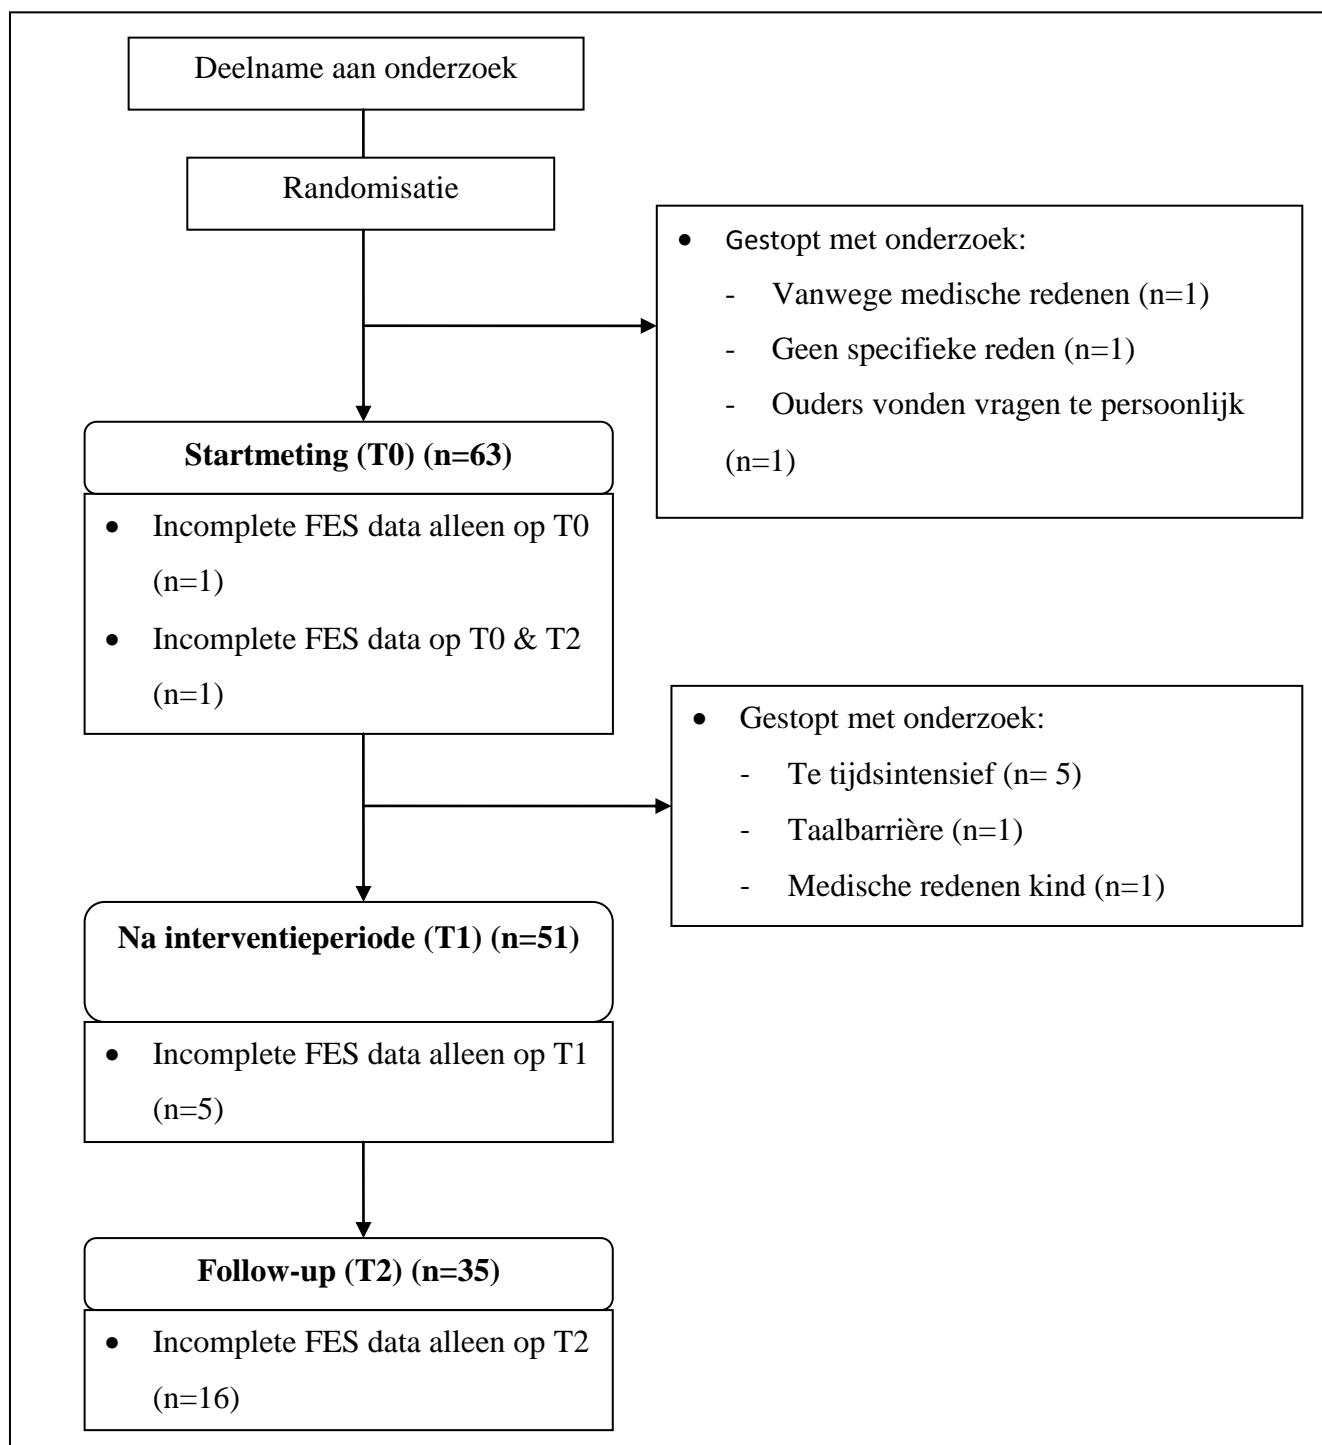 Deelname aan onderzoek
Randomisatie
• Gestopt met onderzoek:
- Vanwege medische redenen (n=1)
- Geen specifieke reden (n=1)
- Ouders vonden vragen te persoonlijk
(n=1)
Startmeting (T0) (n=63)
• Incomplete FES data alleen op T0
(n=1)
• Incomplete FES data op T0 & T2
(n=1)
• Gestopt met onderzoek:
- Te tijdsintensief (n= 5)
- Taalbarrière (n=1)
- Medische redenen kind (n=1)
Na interventieperiode (T1) (n=51)
• Incomplete FES data alleen op T1
(n=5)
Follow-up (T2) (n=35)
• Incomplete FES data alleen op T2
(n=16)